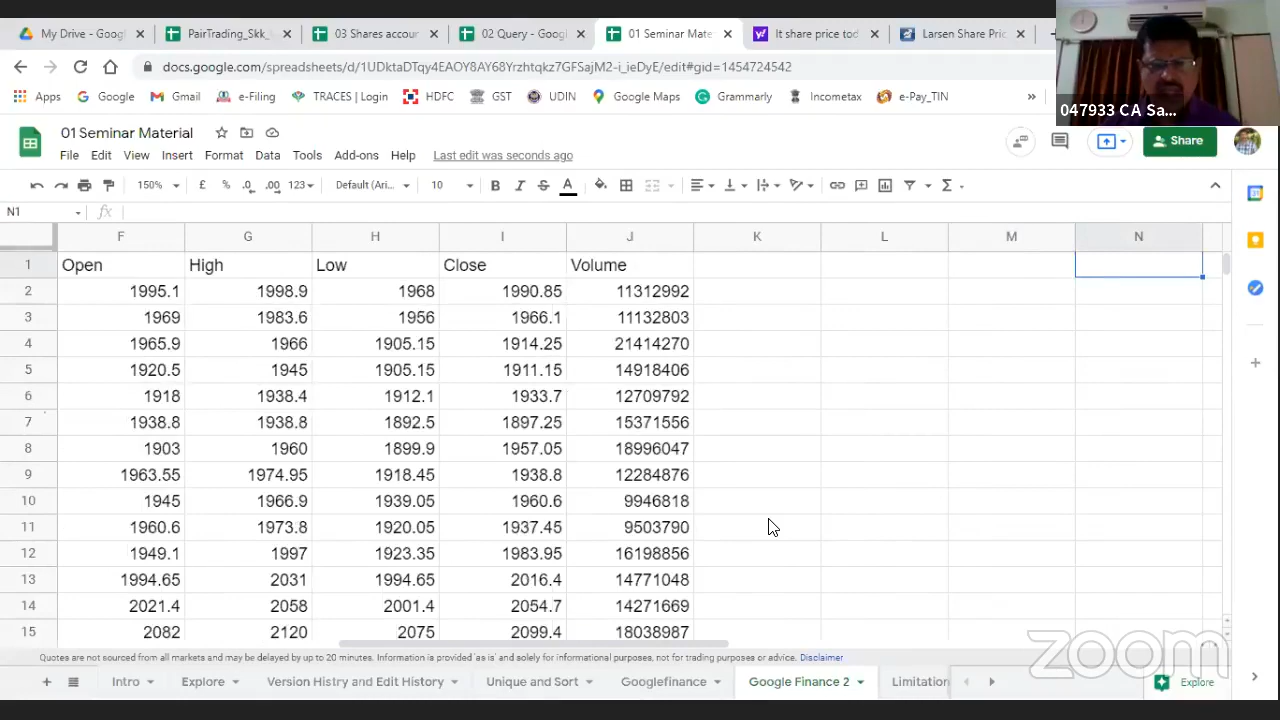 My Drive - Goog
PairTrading_Skk_
03 Shares accour
02 Query - Goog
01 Seminar Mate
It share price tod
Larsen Share Pric
docs.google.com/spreadsheets/d/1UDktaDTqy4EAOY8AY68Yrzhtqkz7GFSajM2-i_ieDyE/edit#gid=1454724542
Apps Google Gmail e-Filing TRACES | Login HDFC GST UDIN Google Maps Grammarly Incometax e-Pay_TIN »
047933 CA Sa...
01 Seminar Material
File Edit View Insert Format Data Tools Add-ons Help Last edit was seconds ago
Share
150% £ % .0 .00 123 Default (Ari... 10 B I S A Σ
N1 fx
F G H I J K L M N
1 Open High Low Close Volume
2 1995.1 1998.9 1968 1990.85 11312992
3 1969 1983.6 1956 1966.1 11132803
4 1965.9 1966 1905.15 1914.25 21414270
5 1920.5 1945 1905.15 1911.15 14918406
6 1918 1938.4 1912.1 1933.7 12709792
7 1938.8 1938.8 1892.5 1897.25 15371556
8 1903 1960 1899.9 1957.05 18996047
9 1963.55 1974.95 1918.45 1938.8 12284876
10 1945 1966.9 1939.05 1960.6 9946818
11 1960.6 1973.8 1920.05 1937.45 9503790
12 1949.1 1997 1923.35 1983.95 16198856
13 1994.65 2031 1994.65 2016.4 14771048
14 2021.4 2058 2001.4 2054.7 14271669
15 2082 2120 2075 2099.4 18038987
zoom
Quotes are not sourced from all markets and may be delayed by up to 20 minutes. Information is provided 'as is' and solely for informational purposes, not for trading purposes or advice. Disclaimer
Intro Explore Version Histry and Edit History Unique and Sort Googlefinance Google Finance 2 Limitation Explore